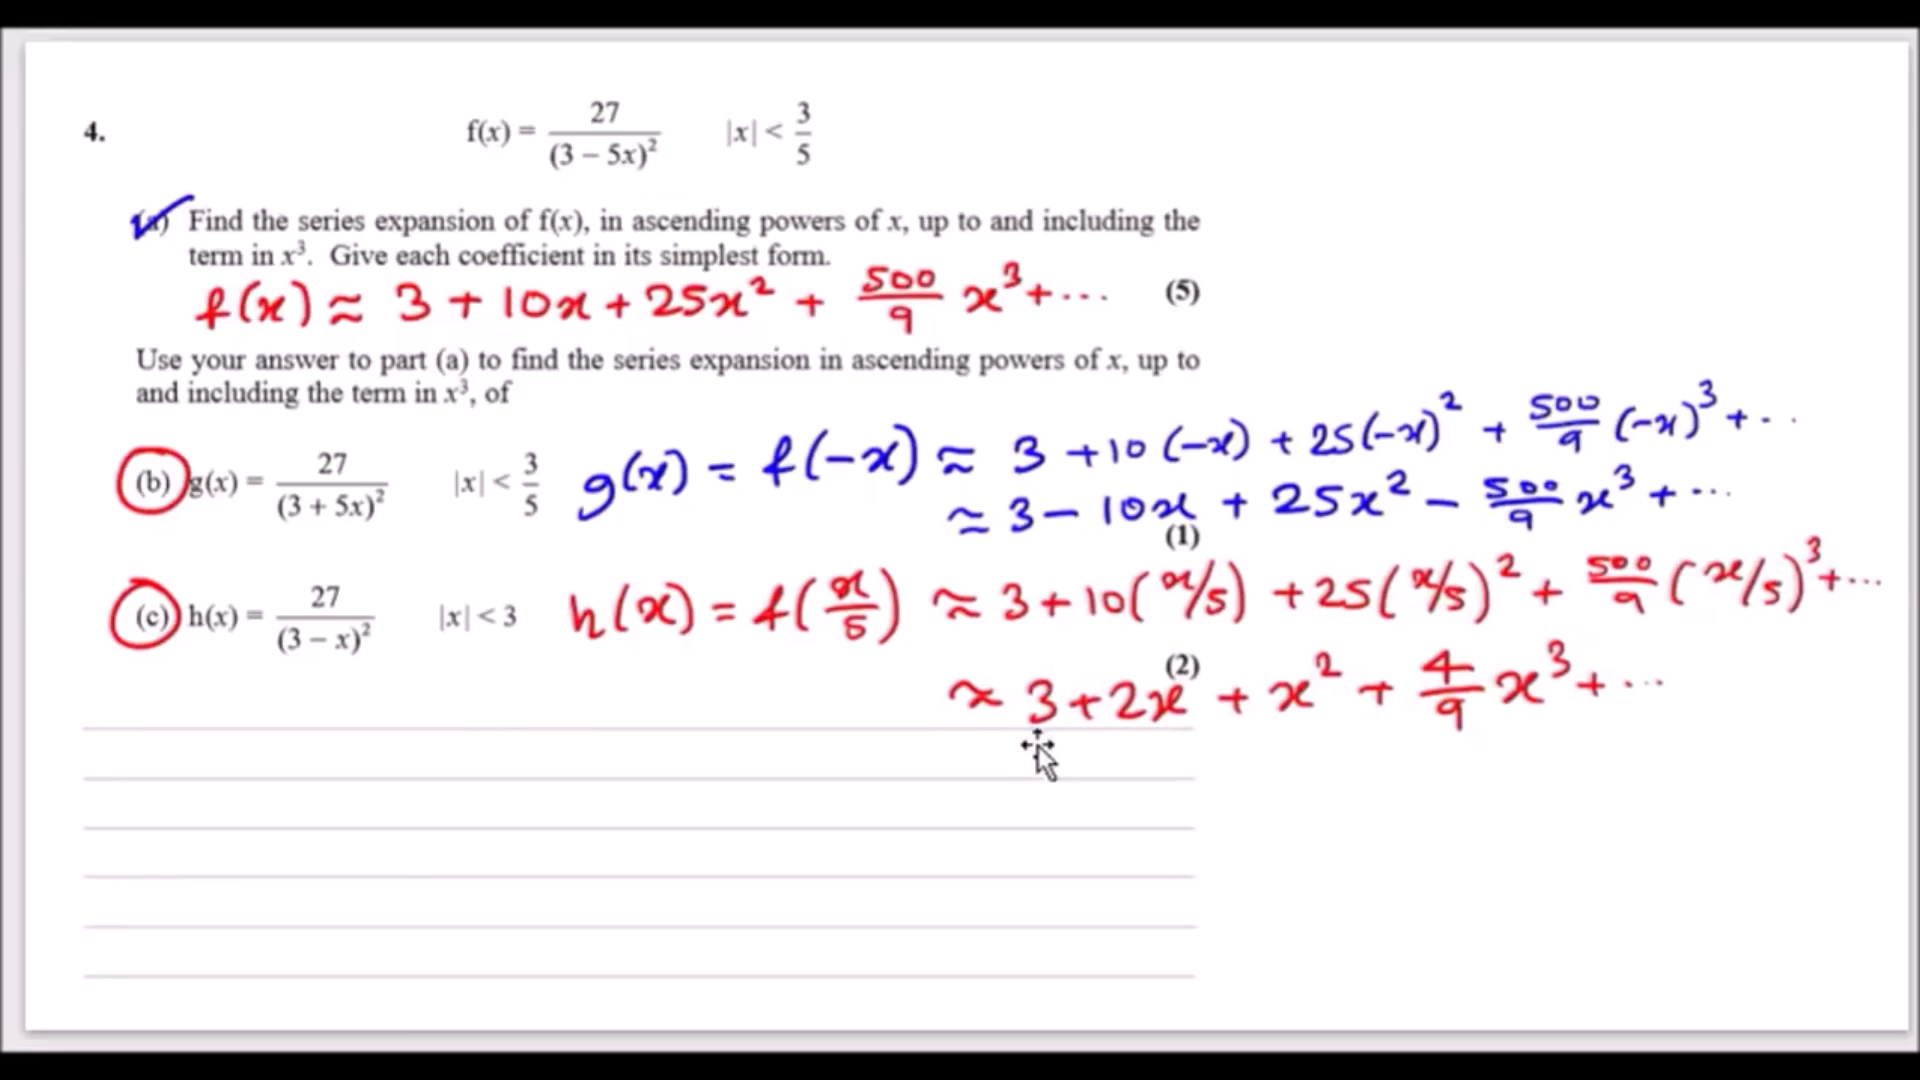 4. f(x) = 27/(3 − 5x)² |x| < 3/5
(a) Find the series expansion of f(x), in ascending powers of x, up to and including the
term in x³. Give each coefficient in its simplest form.
f(x) ≈ 3 + 10x + 25x² + 500/9 x³ + ... (5)
Use your answer to part (a) to find the series expansion in ascending powers of x, up to
and including the term in x³, of
(b) g(x) = 27/(3 + 5x)² |x| < 3/5 g(x) = f(−x) ≈ 3 + 10(−x) + 25(−x)² + 500/9 (−x)³ + ...
≈ 3 − 10x + 25x² − 500/9 x³ + ...
(1)
(c) h(x) = 27/(3 − x)² |x| < 3 h(x) = f(x/5) ≈ 3 + 10(x/5) + 25(x/5)² + 500/9 (x/5)³ + ...
(2)
≈ 3 + 2x + x² + 4/9 x³ + ...